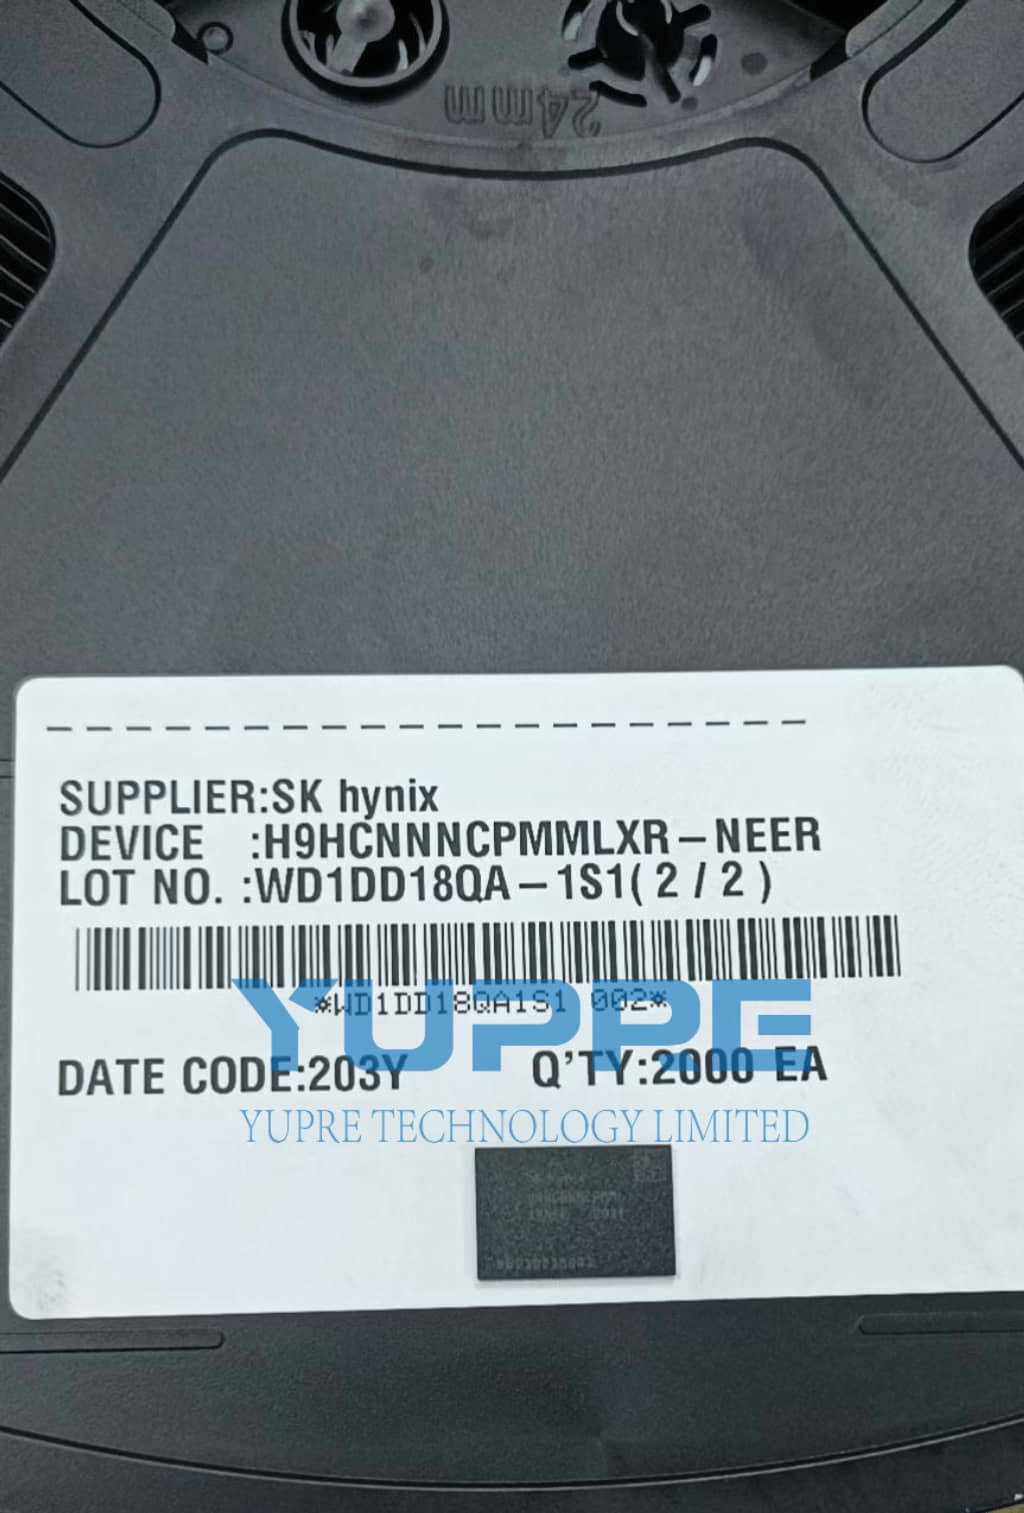 24mm
SUPPLIER:SK hynix
DEVICE :H9HCNNNCPMMLXR-NEER
LOT NO. :WD1DD18QA-1S1(2/2)
*WD1DD18QA1S1 002*
YUPPE
DATE CODE:203Y Q'TY:2000 EA
YUPRE TECHNOLOGY LIMITED